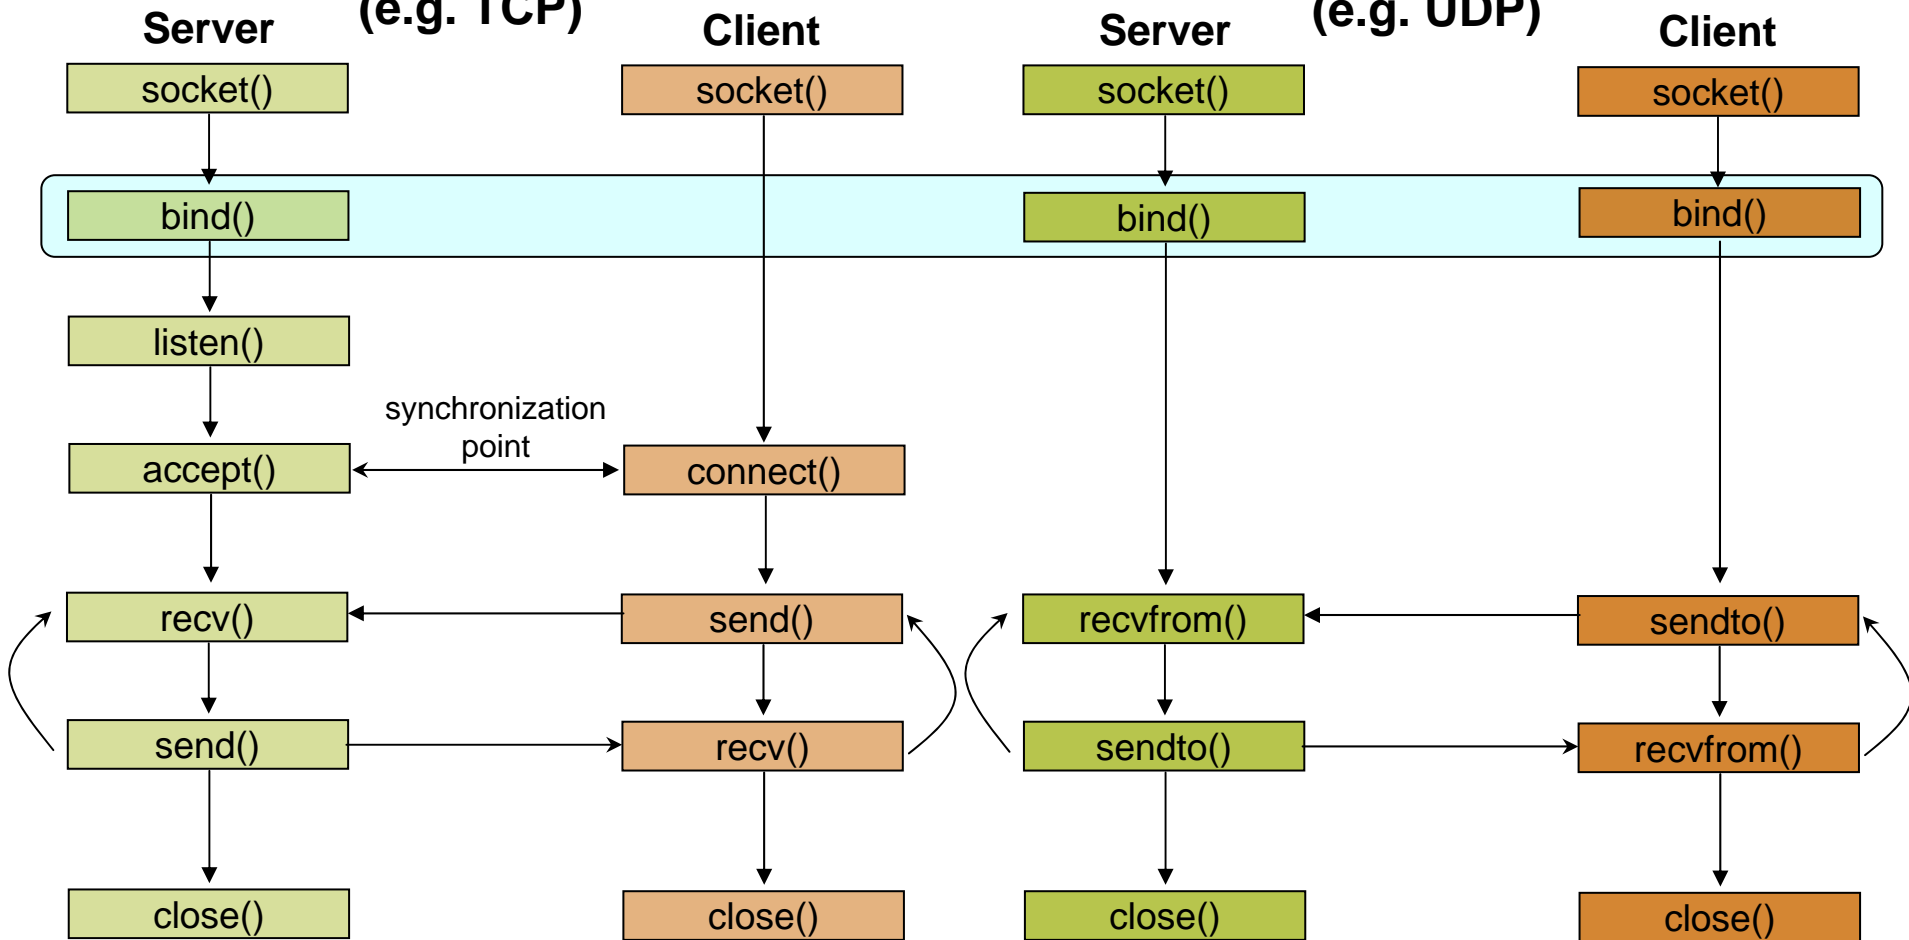 (e.g. TCP)
(e.g. UDP)
Server
Client
Server
Client
socket()
socket()
socket()
socket()
bind()
bind()
bind()
listen()
synchronization
point
accept()
connect()
recv()
send()
recvfrom()
sendto()
send()
recv()
sendto()
recvfrom()
close()
close()
close()
close()